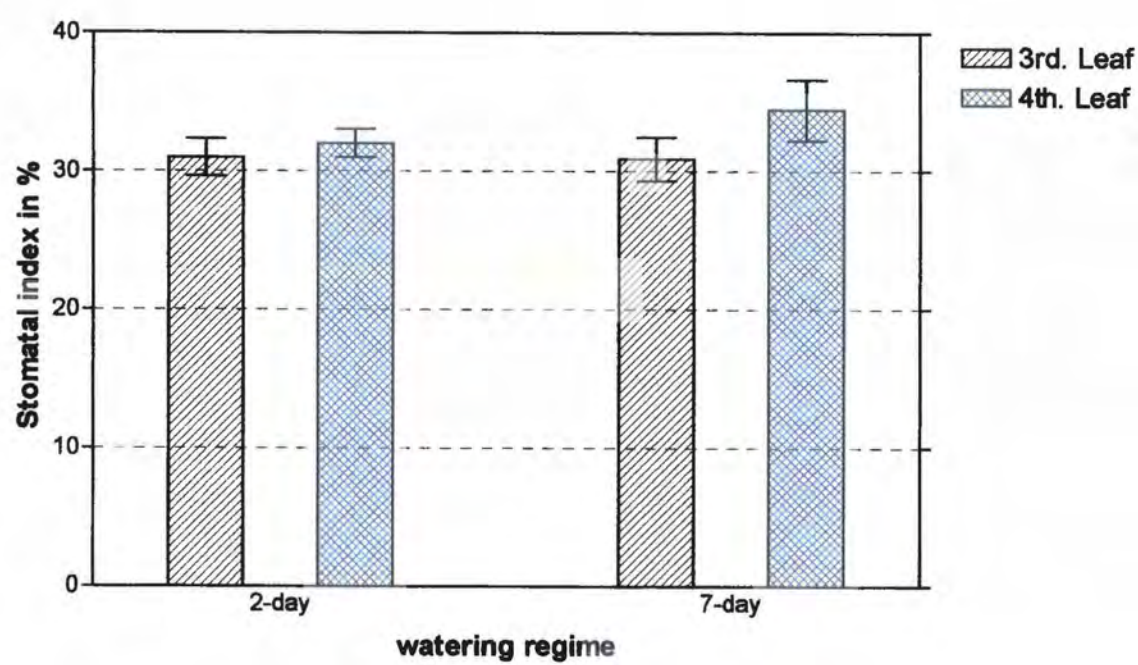 40
30
20
10
0
Stomatal index in %
2-day
7-day
watering regime
3rd. Leaf
4th. Leaf